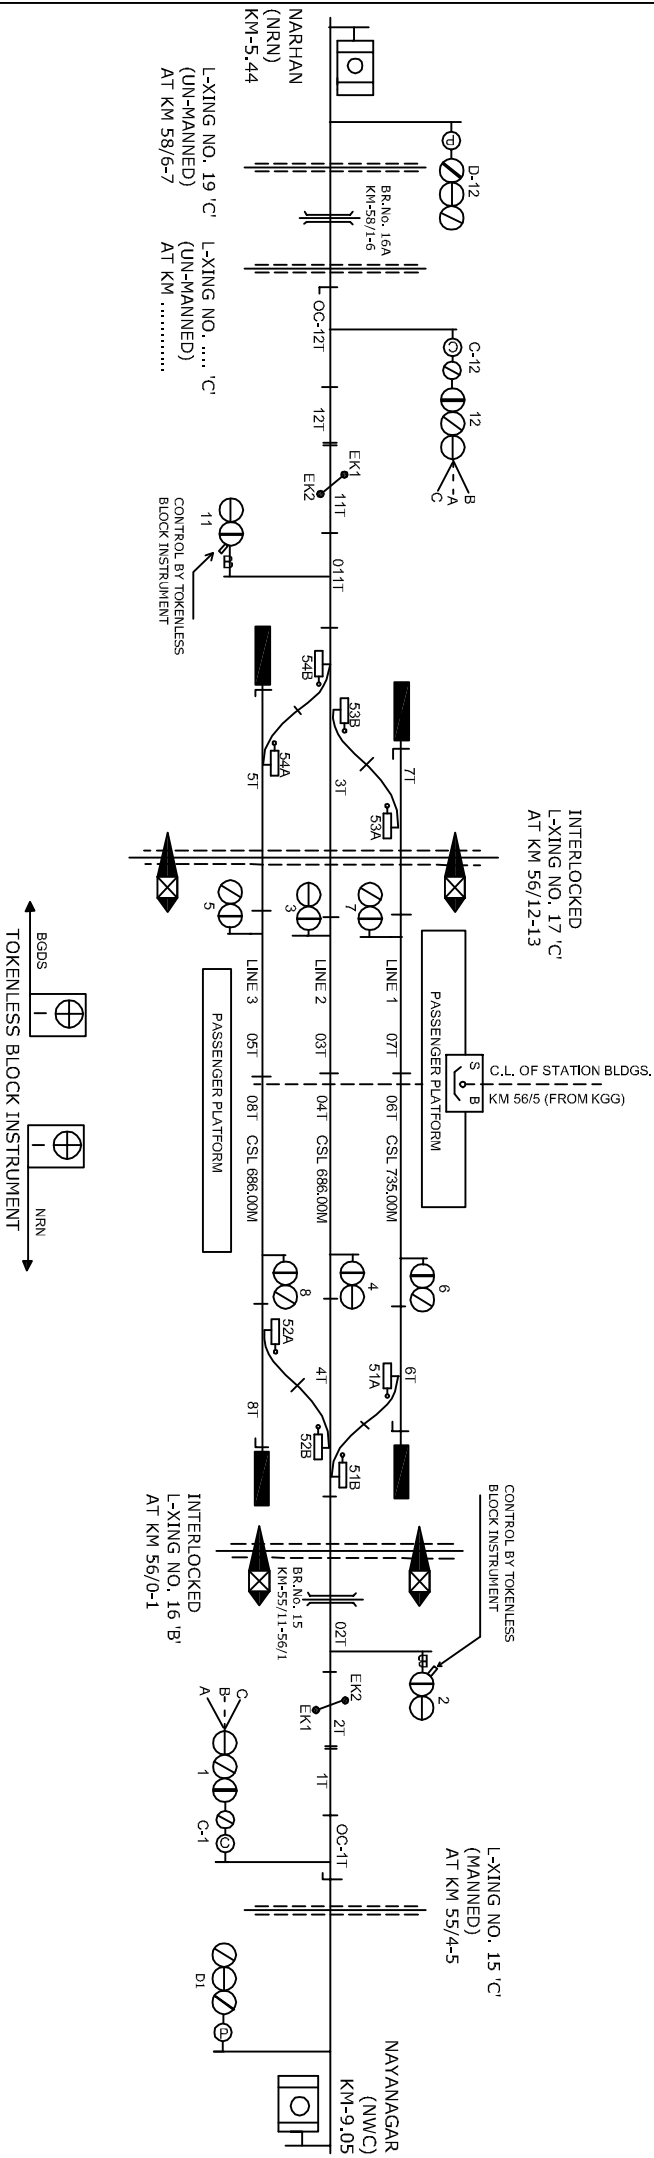 NARHAN
(NRN)
KM-5.44
P
D-12
L-XING NO. 19 'C'
(UN-MANNED)
AT KM 58/6-7
BR.No. 16A
KM-58/1-6
L-XING NO. .... 'C'
(UN-MANNED)
AT KM ............
OC-12T
C
C-12
12
B
A
C
12T
EK1
EK2
11T
11
B
CONTROL BY TOKENLESS
BLOCK INSTRUMENT
011T
54B
54A
53B
53A
5T
3T
7T
INTERLOCKED
L-XING NO. 17 'C'
AT KM 56/12-13
5
3
7
LINE 1
07T
06T
CSL 735.00M
LINE 2
03T
04T
CSL 686.00M
LINE 3
05T
08T
CSL 686.00M
PASSENGER PLATFORM
PASSENGER PLATFORM
S
B
C.L. OF STATION BLDGS.
KM 56/5 (FROM KGG)
BGDS
NRN
TOKENLESS BLOCK INSTRUMENT
6
4
8
52A
52B
51A
51B
6T
4T
8T
INTERLOCKED
L-XING NO. 16 'B'
AT KM 56/0-1
BR.No. 15
KM-55/11-56/1
02T
CONTROL BY TOKENLESS
BLOCK INSTRUMENT
B
2
EK2
EK1
2T
1T
C
B
A
1
C-1
C
OC-1T
L-XING NO. 15 'C'
(MANNED)
AT KM 55/4-5
D1
P
NAYANAGAR
(NWC)
KM-9.05